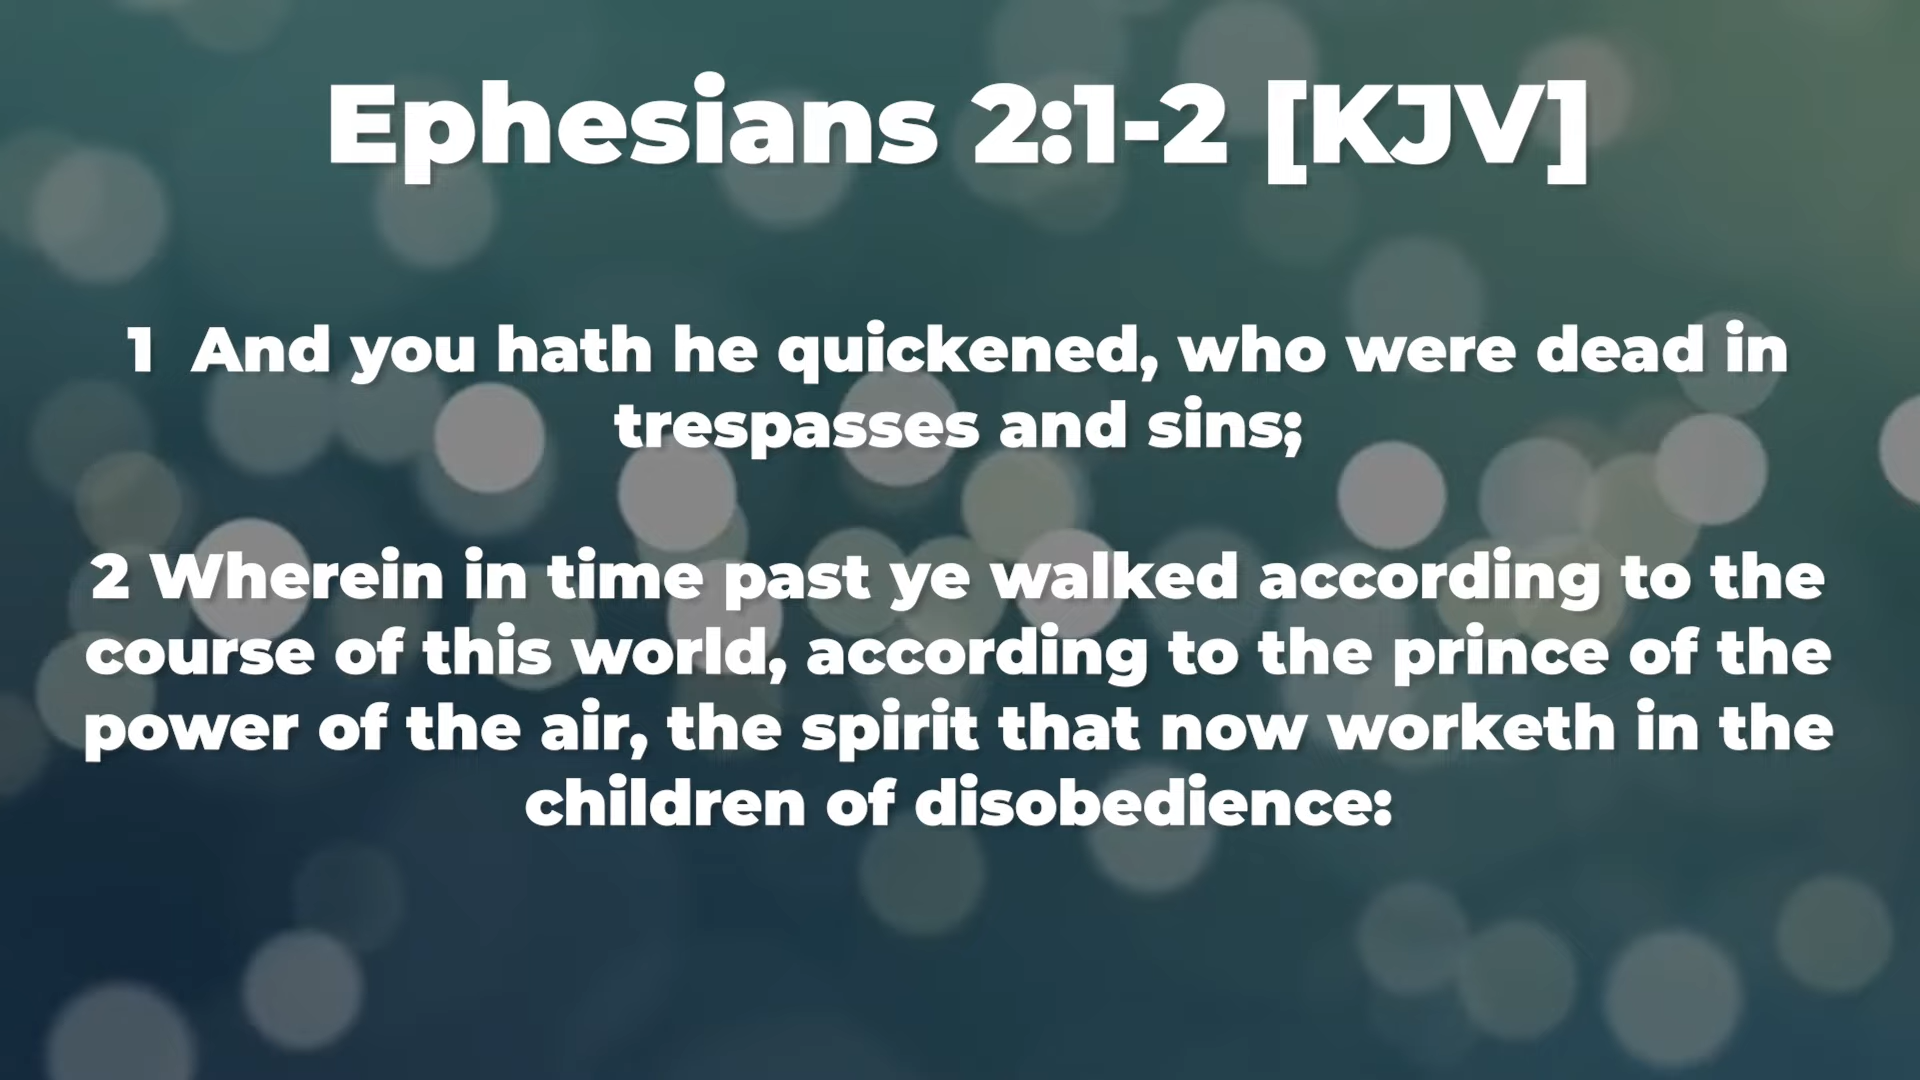 Ephesians 2:1-2 [KJV]
1 And you hath he quickened, who were dead in
trespasses and sins;
2 Wherein in time past ye walked according to the
course of this world, according to the prince of the
power of the air, the spirit that now worketh in the
children of disobedience: